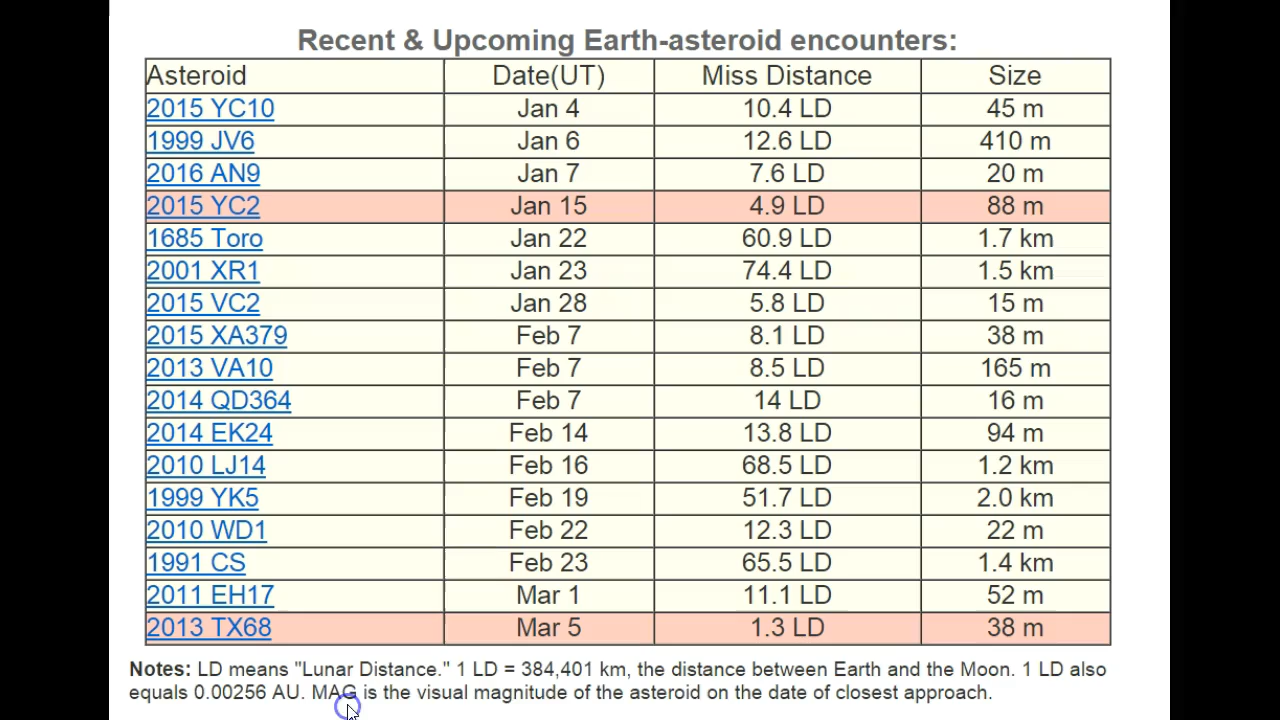 Recent & Upcoming Earth-asteroid encounters:
Asteroid Date(UT) Miss Distance Size
2015 YC10 Jan 4 10.4 LD 45 m
1999 JV6 Jan 6 12.6 LD 410 m
2016 AN9 Jan 7 7.6 LD 20 m
2015 YC2 Jan 15 4.9 LD 88 m
1685 Toro Jan 22 60.9 LD 1.7 km
2001 XR1 Jan 23 74.4 LD 1.5 km
2015 VC2 Jan 28 5.8 LD 15 m
2015 XA379 Feb 7 8.1 LD 38 m
2013 VA10 Feb 7 8.5 LD 165 m
2014 QD364 Feb 7 14 LD 16 m
2014 EK24 Feb 14 13.8 LD 94 m
2010 LJ14 Feb 16 68.5 LD 1.2 km
1999 YK5 Feb 19 51.7 LD 2.0 km
2010 WD1 Feb 22 12.3 LD 22 m
1991 CS Feb 23 65.5 LD 1.4 km
2011 EH17 Mar 1 11.1 LD 52 m
2013 TX68 Mar 5 1.3 LD 38 m
Notes: LD means "Lunar Distance." 1 LD = 384,401 km, the distance between Earth and the Moon. 1 LD also
equals 0.00256 AU. MAG is the visual magnitude of the asteroid on the date of closest approach.